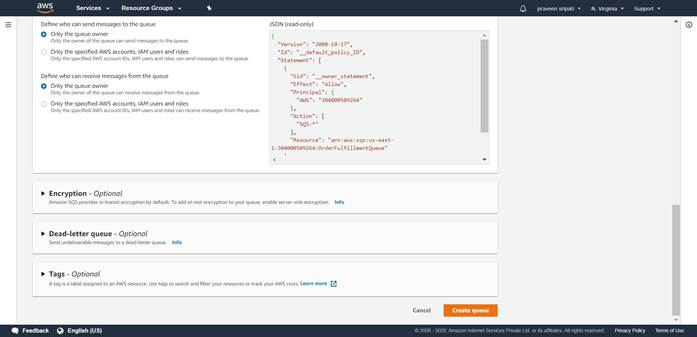 aws
Services
Resource Groups
praveen sripati
N. Virginia
Support
Define who can send messages to the queue
Only the queue owner
Only the owner of the queue can send messages to the queue.
Only the specified AWS accounts, IAM users and roles
Only the specified AWS account IDs, IAM users and roles can send messages to the queue.
Define who can receive messages from the queue
Only the queue owner
Only the owner of the queue can receive messages from the queue.
Only the specified AWS accounts, IAM users and roles
Only the specified AWS account IDs, IAM users and roles can receive messages from the queue.
JSON (read-only)
{
"Version": "2008-10-17",
"Id": "__default_policy_ID",
"Statement": [
{
"Sid": "__owner_statement",
"Effect": "Allow",
"Principal": {
"AWS": "304000509264"
},
"Action": [
"SQS:*"
],
"Resource": "arn:aws:sqs:us-east-
1:304000509264:OrderFulfillmentQueue"
Encryption - Optional
Amazon SQS provides in-transit encryption by default. To add at-rest encryption to your queue, enable server-side encryption. Info
Dead-letter queue - Optional
Send undeliverable messages to a dead-letter queue. Info
Tags - Optional
A tag is a label assigned to an AWS resource. Use tags to search and filter your resources or track your AWS costs. Learn more
Cancel
Create queue
Feedback
English (US)
© 2008 - 2020, Amazon Internet Services Private Ltd. or its affiliates. All rights reserved.
Privacy Policy
Terms of Use